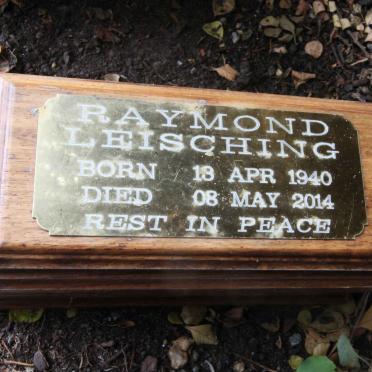 RAYMOND
LEISCHING
BORN 18 APR 1940
DIED 08 MAY 2014
REST IN PEACE